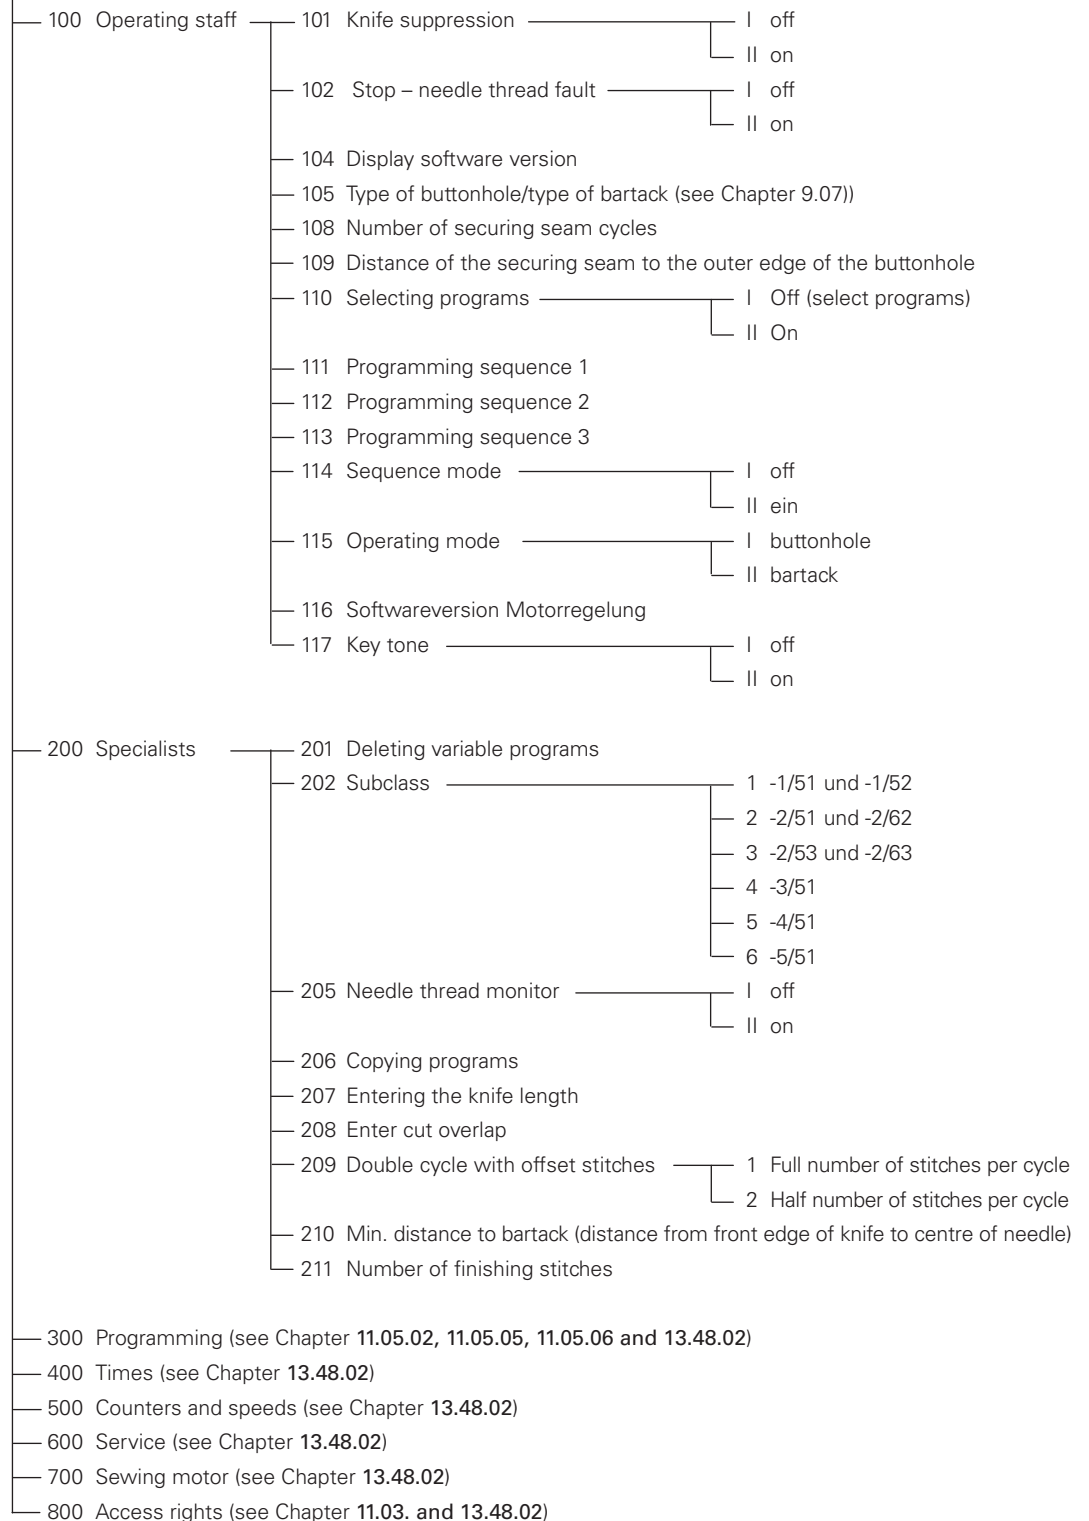 100 Operating staff 101 Knife suppression I off
II on
102 Stop – needle thread fault I off
II on
104 Display software version
105 Type of buttonhole/type of bartack (see Chapter 9.07))
108 Number of securing seam cycles
109 Distance of the securing seam to the outer edge of the buttonhole
110 Selecting programs I Off (select programs)
II On
111 Programming sequence 1
112 Programming sequence 2
113 Programming sequence 3
114 Sequence mode I off
II ein
115 Operating mode I buttonhole
II bartack
116 Softwareversion Motorregelung
117 Key tone I off
II on
200 Specialists 201 Deleting variable programs
202 Subclass 1 -1/51 und -1/52
2 -2/51 und -2/62
3 -2/53 und -2/63
4 -3/51
5 -4/51
6 -5/51
205 Needle thread monitor I off
II on
206 Copying programs
207 Entering the knife length
208 Enter cut overlap
209 Double cycle with offset stitches 1 Full number of stitches per cycle
2 Half number of stitches per cycle
210 Min. distance to bartack (distance from front edge of knife to centre of needle)
211 Number of finishing stitches
300 Programming (see Chapter 11.05.02, 11.05.05, 11.05.06 and 13.48.02)
400 Times (see Chapter 13.48.02)
500 Counters and speeds (see Chapter 13.48.02)
600 Service (see Chapter 13.48.02)
700 Sewing motor (see Chapter 13.48.02)
800 Access rights (see Chapter 11.03. and 13.48.02)